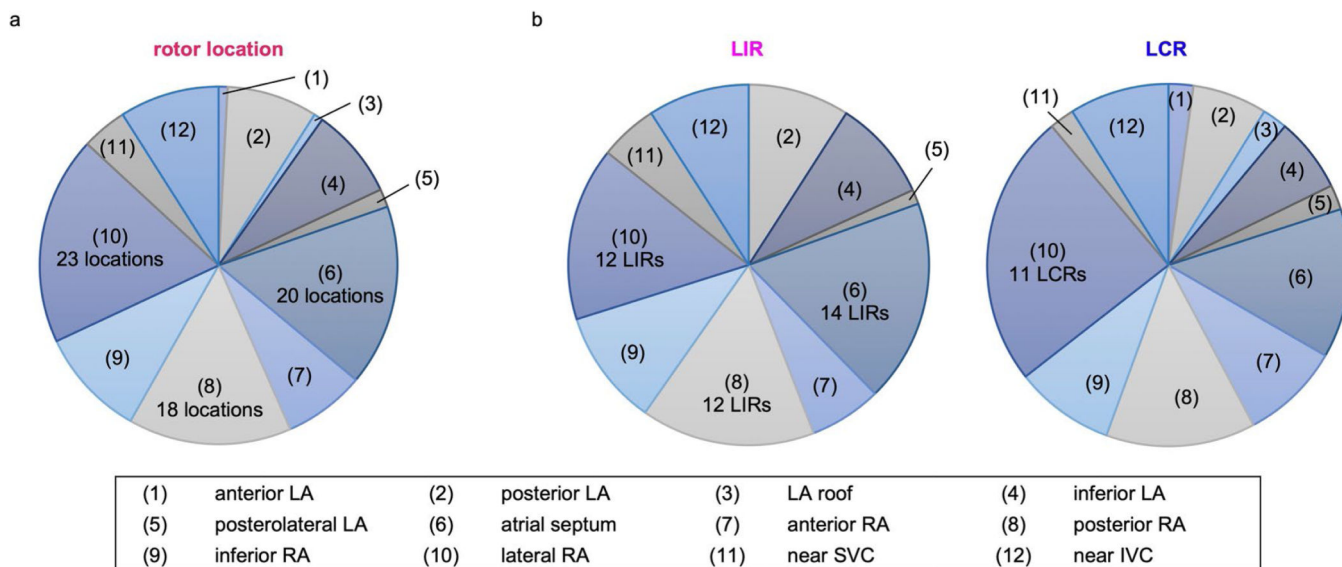 a
b
rotor location
LIR
LCR
(1)
(2)
(3)
(4)
(5)
(6)
20 locations
(7)
(8)
18 locations
(9)
(10)
23 locations
(11)
(12)
(2)
(4)
(5)
(6)
14 LIRs
(7)
(8)
12 LIRs
(9)
(10)
12 LIRs
(11)
(12)
(1)
(2)
(3)
(4)
(5)
(6)
(7)
(8)
(9)
(10)
11 LCRs
(11)
(12)
(1) anterior LA (2) posterior LA (3) LA roof (4) inferior LA
(5) posterolateral LA (6) atrial septum (7) anterior RA (8) posterior RA
(9) inferior RA (10) lateral RA (11) near SVC (12) near IVC